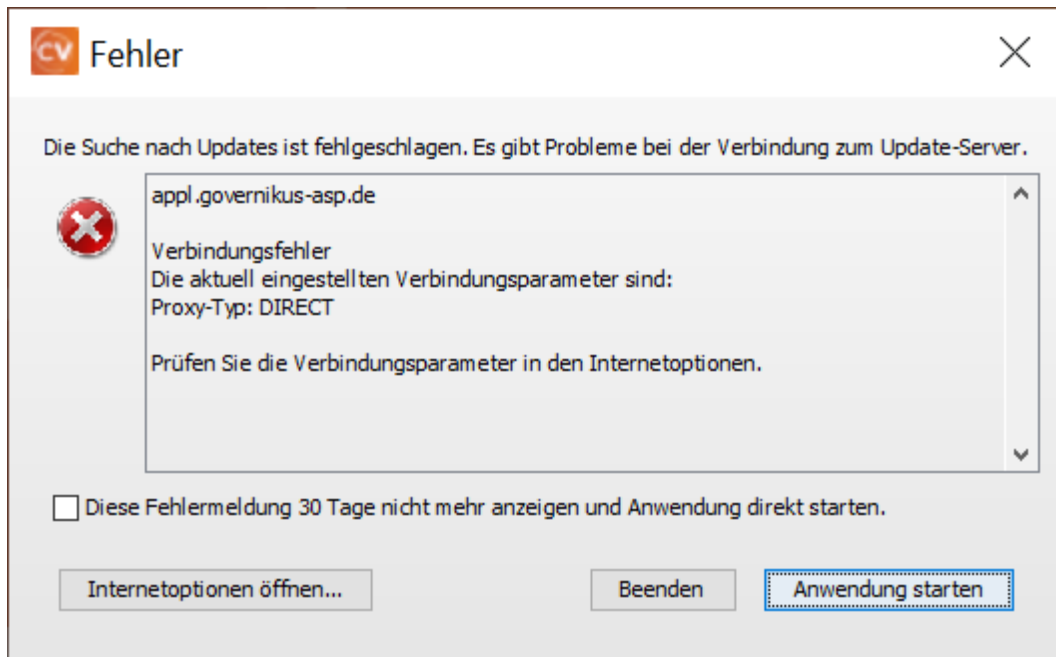 CV
Fehler
Die Suche nach Updates ist fehlgeschlagen. Es gibt Probleme bei der Verbindung zum Update-Server.
appl.governikus-asp.de
Verbindungsfehler
Die aktuell eingestellten Verbindungsparameter sind:
Proxy-Typ: DIRECT
Prüfen Sie die Verbindungsparameter in den Internetoptionen.
Diese Fehlermeldung 30 Tage nicht mehr anzeigen und Anwendung direkt starten.
Internetoptionen öffnen...
Beenden
Anwendung starten